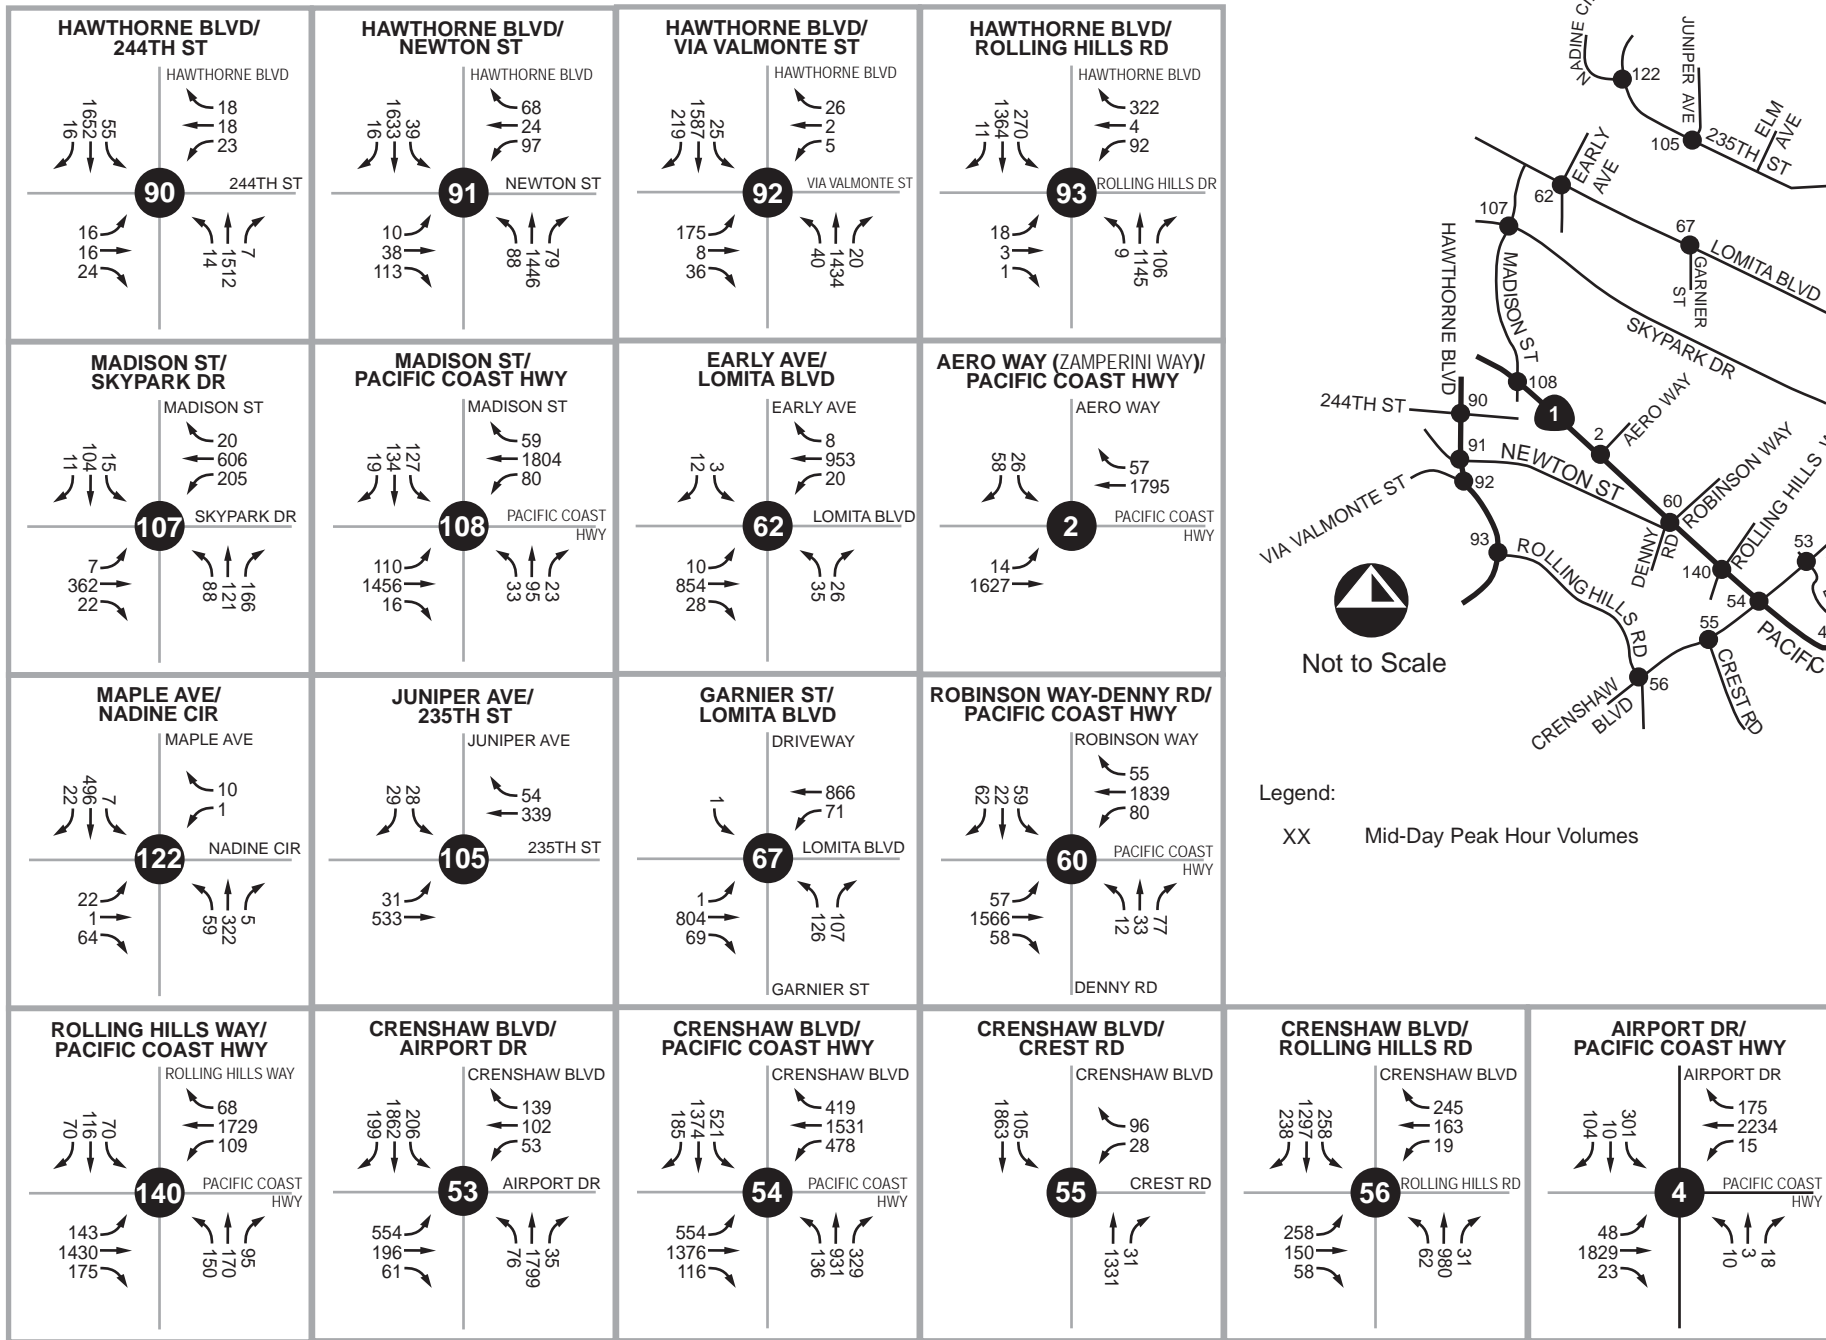 HAWTHORNE BLVD/
244TH ST
HAWTHORNE BLVD
16
1652
55
18
18
23
90
244TH ST
16
16
24
14
1512
7
HAWTHORNE BLVD/
NEWTON ST
HAWTHORNE BLVD
16
1633
39
68
24
97
91
NEWTON ST
10
38
113
88
1446
79
HAWTHORNE BLVD/
VIA VALMONTE ST
HAWTHORNE BLVD
219
1587
25
26
2
5
92
VIA VALMONTE ST
175
8
36
40
1434
20
HAWTHORNE BLVD/
ROLLING HILLS RD
HAWTHORNE BLVD
11
1364
270
322
4
92
93
ROLLING HILLS DR
18
3
1
9
1145
106
MADISON ST/
SKYPARK DR
MADISON ST
11
104
15
20
606
205
107
SKYPARK DR
7
362
22
88
121
166
MADISON ST/
PACIFIC COAST HWY
MADISON ST
19
134
127
59
1804
80
108
PACIFIC COAST
HWY
110
1456
16
33
95
23
EARLY AVE/
LOMITA BLVD
EARLY AVE
12
3
8
953
20
62
LOMITA BLVD
10
854
28
35
26
AERO WAY (ZAMPERINI WAY)/
PACIFIC COAST HWY
AERO WAY
58
26
57
1795
2
PACIFIC COAST
HWY
14
1627
MAPLE AVE/
NADINE CIR
MAPLE AVE
22
496
7
10
1
122
NADINE CIR
22
1
64
59
322
5
JUNIPER AVE/
235TH ST
JUNIPER AVE
29
28
54
339
105
235TH ST
31
533
GARNIER ST/
LOMITA BLVD
DRIVEWAY
1
866
71
67
LOMITA BLVD
1
804
69
126
107
GARNIER ST
ROBINSON WAY-DENNY RD/
PACIFIC COAST HWY
ROBINSON WAY
62
22
59
55
1839
80
60
PACIFIC COAST
HWY
57
1566
58
12
33
77
DENNY RD
ROLLING HILLS WAY/
PACIFIC COAST HWY
ROLLING HILLS WAY
70
116
70
68
1729
109
140
PACIFIC COAST
HWY
143
1430
175
150
170
95
CRENSHAW BLVD/
AIRPORT DR
CRENSHAW BLVD
199
1862
206
139
102
53
53
AIRPORT DR
554
196
61
76
1799
35
CRENSHAW BLVD/
PACIFIC COAST HWY
CRENSHAW BLVD
185
1374
521
419
1531
478
54
PACIFIC COAST
HWY
554
1376
116
136
931
329
CRENSHAW BLVD/
CREST RD
CRENSHAW BLVD
1863
105
96
28
55
CREST RD
1331
31
CRENSHAW BLVD/
ROLLING HILLS RD
CRENSHAW BLVD
238
1297
258
245
163
19
56
ROLLING HILLS RD
258
150
58
62
980
31
AIRPORT DR/
PACIFIC COAST HWY
AIRPORT DR
104
10
301
175
2234
15
4
PACIFIC COAST
HWY
48
1829
23
10
3
18
NADINE
122
JUNIPER AVE
105
235TH ST
ELM
AVE
EARLY
AVE
62
107
67
LOMITA BLVD
GARNIER
ST
HAWTHORNE BLVD
MADISON ST
SKYPARK DR
108
1
244TH ST
90
2
AERO WAY
91
NEWTON ST
92
VIA VALMONTE ST
60
ROBINSON WAY
DENNY
RD
ROLLING HILLS
93
ROLLING HILLS RD
140
53
54
55
PACIFIC
4
56
CREST RD
CRENSHAW
BLVD
Not to Scale
Legend:
XX Mid-Day Peak Hour Volumes